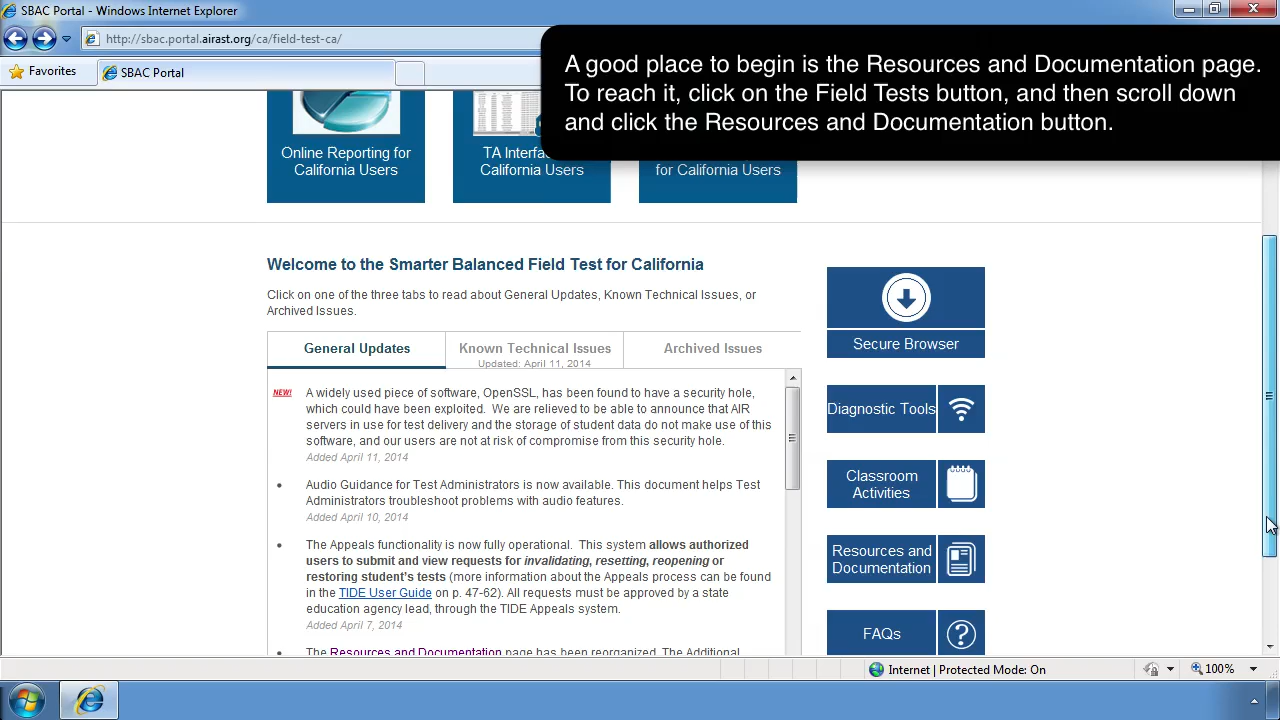 SBAC Portal - Windows Internet Explorer
http://sbac.portal.airast.org/ca/field-test-ca/
Favorites
SBAC Portal
A good place to begin is the Resources and Documentation page.
To reach it, click on the Field Tests button, and then scroll down
and click the Resources and Documentation button.
Online Reporting for
California Users
TA Interfac
California Users
for California Users
Welcome to the Smarter Balanced Field Test for California
Click on one of the three tabs to read about General Updates, Known Technical Issues, or
Archived Issues.
General Updates
Known Technical Issues
Updated: April 11, 2014
Archived Issues
NEW!
A widely used piece of software, OpenSSL, has been found to have a security hole,
which could have been exploited. We are relieved to be able to announce that AIR
servers in use for test delivery and the storage of student data do not make use of this
software, and our users are not at risk of compromise from this security hole.
Added April 11, 2014
• Audio Guidance for Test Administrators is now available. This document helps Test
Administrators troubleshoot problems with audio features.
Added April 10, 2014
• The Appeals functionality is now fully operational. This system allows authorized
users to submit and view requests for invalidating, resetting, reopening or
restoring student's tests (more information about the Appeals process can be found
in the TIDE User Guide on p. 47-62). All requests must be approved by a state
education agency lead, through the TIDE Appeals system.
Added April 7, 2014
• The Resources and Documentation page has been reorganized. The Additional
Secure Browser
Diagnostic Tools
Classroom
Activities
Resources and
Documentation
FAQs
Internet | Protected Mode: On
100%